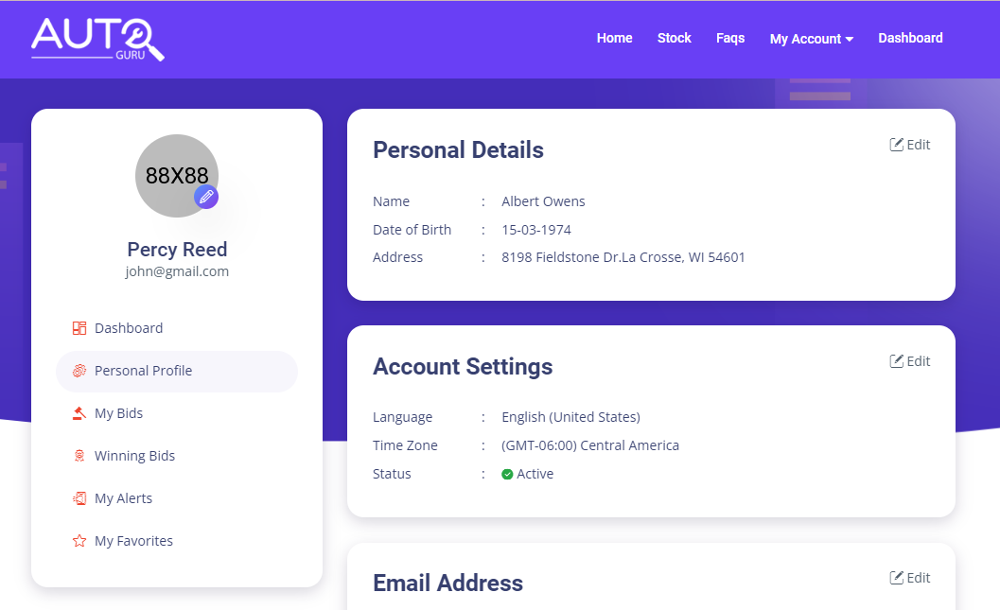 AUTO GURU
Home Stock Faqs My Account Dashboard
88X88
Percy Reed
john@gmail.com
Dashboard
Personal Profile
My Bids
Winning Bids
My Alerts
My Favorites
Personal Details
Edit
Name : Albert Owens
Date of Birth : 15-03-1974
Address : 8198 Fieldstone Dr.La Crosse, WI 54601
Account Settings
Edit
Language : English (United States)
Time Zone : (GMT-06:00) Central America
Status : Active
Email Address
Edit